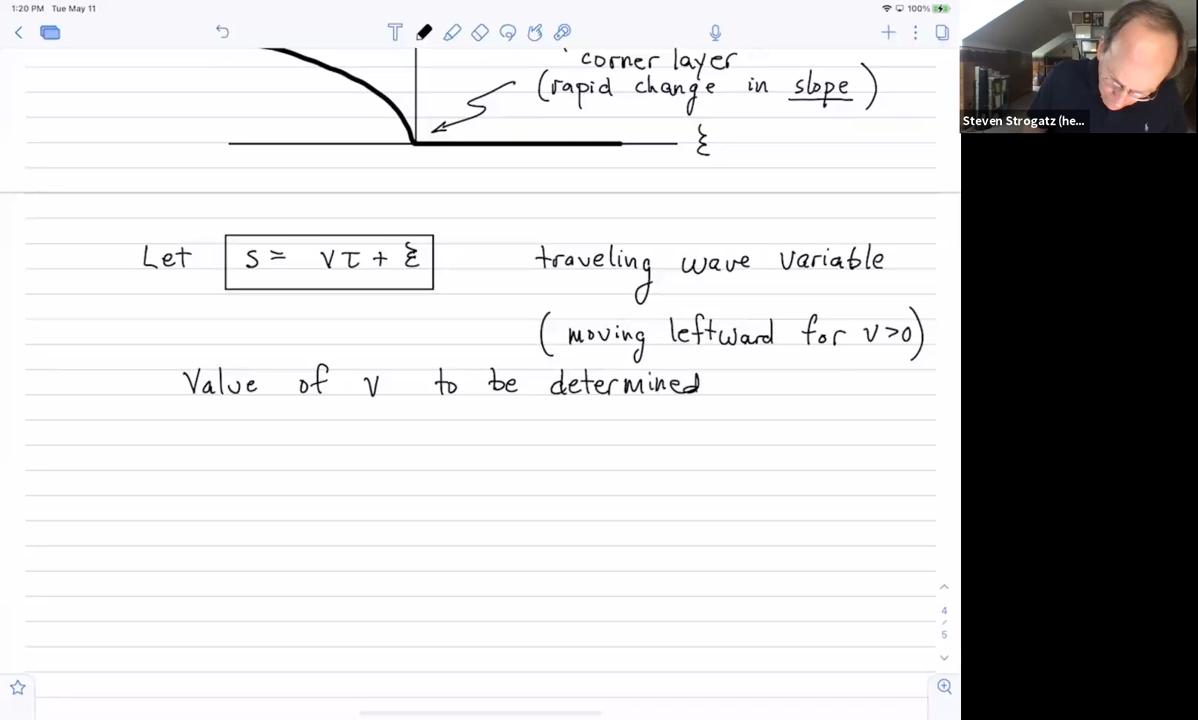 1:20 PM Tue May 11
100%
corner layer
(rapid change in slope)
ξ
Let s = vτ + ξ traveling wave variable
(moving leftward for v>0)
Value of v to be determined
4
/
5
Steven Strogatz (he...